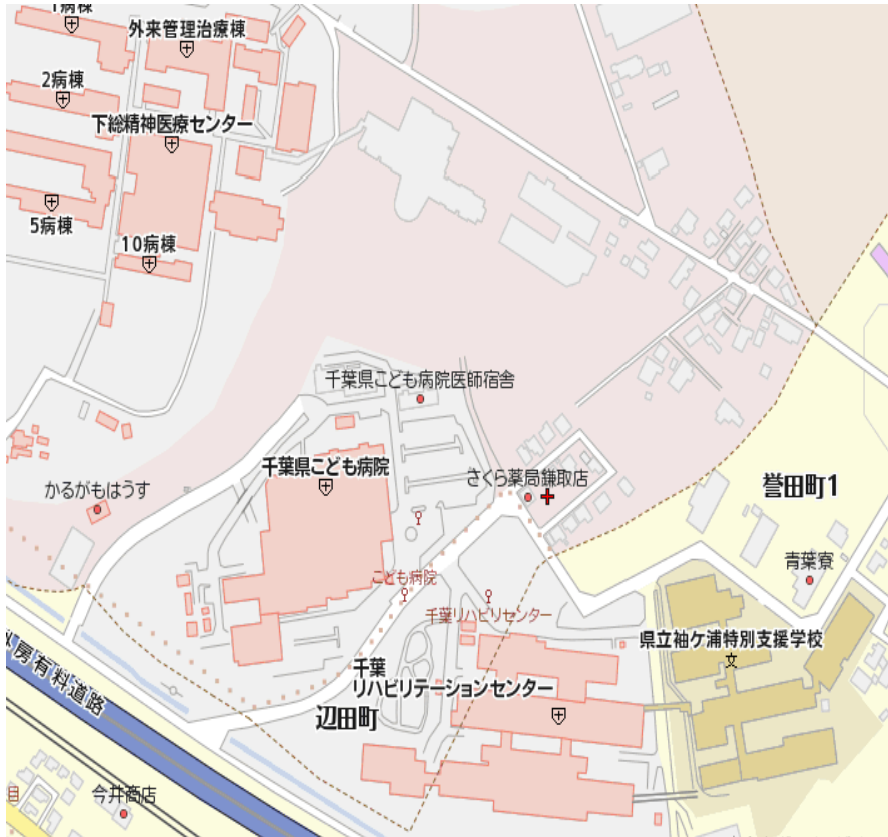 1病棟
外来管理治療棟
2病棟
下総精神医療センター
5病棟
10病棟
千葉県こども病院医師宿舎
千葉県こども病院
さくら薬局鎌取店
かるがもはうす
誉田町1
青葉寮
こども病院
千葉リハビリセンター
県立袖ケ浦特別支援学校
千葉
リハビリテーションセンター
辺田町
房有料道路
今井商店